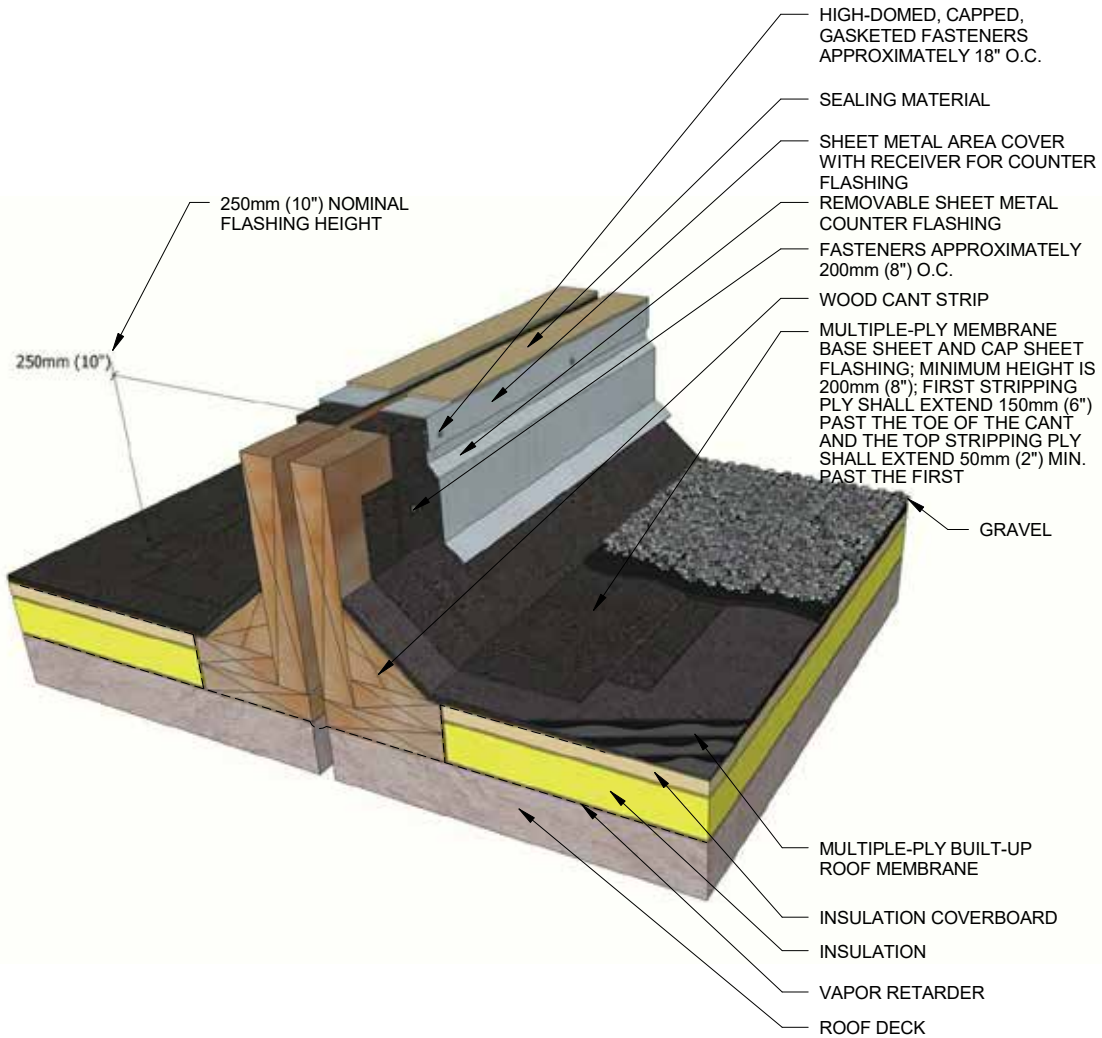 HIGH-DOMED, CAPPED,
GASKETED FASTENERS
APPROXIMATELY 18" O.C.
SEALING MATERIAL
SHEET METAL AREA COVER
WITH RECEIVER FOR COUNTER
FLASHING
REMOVABLE SHEET METAL
COUNTER FLASHING
250mm (10") NOMINAL
FLASHING HEIGHT
FASTENERS APPROXIMATELY
200mm (8") O.C.
WOOD CANT STRIP
250mm (10")
MULTIPLE-PLY MEMBRANE
BASE SHEET AND CAP SHEET
FLASHING; MINIMUM HEIGHT IS
200mm (8"); FIRST STRIPPING
PLY SHALL EXTEND 150mm (6")
PAST THE TOE OF THE CANT
AND THE TOP STRIPPING PLY
SHALL EXTEND 50mm (2") MIN.
PAST THE FIRST
GRAVEL
MULTIPLE-PLY BUILT-UP
ROOF MEMBRANE
INSULATION COVERBOARD
INSULATION
VAPOR RETARDER
ROOF DECK